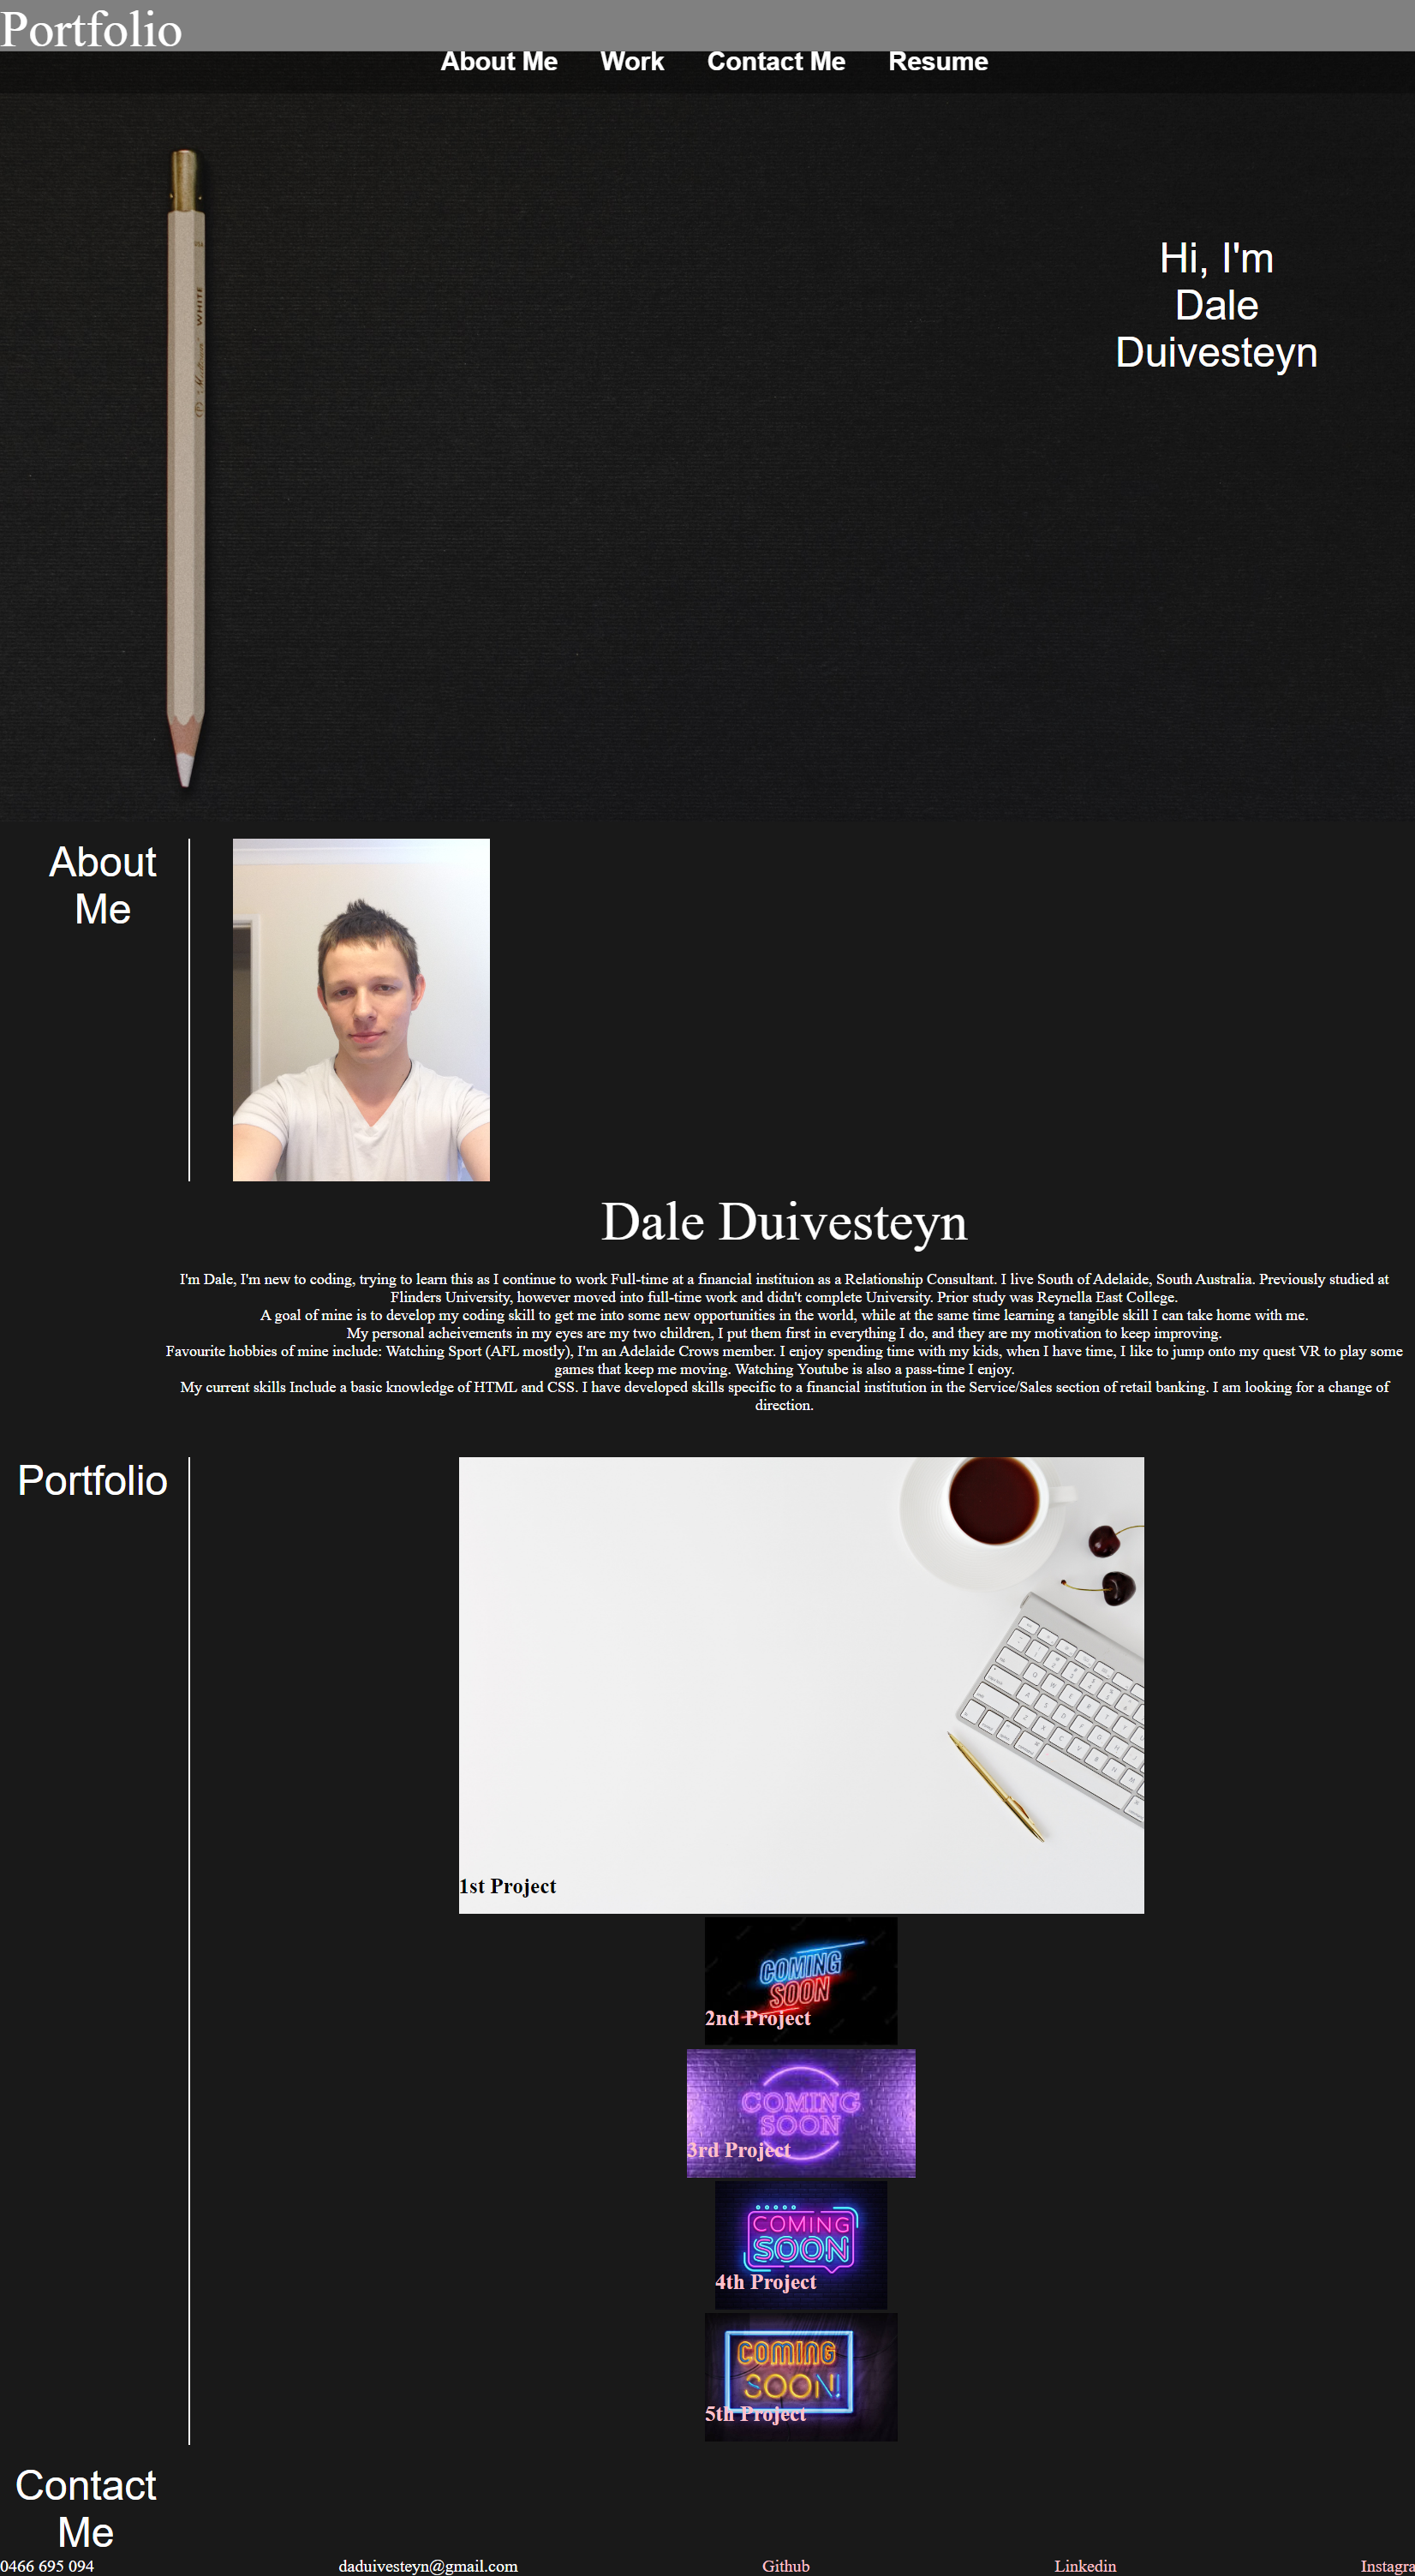 Portfolio
About Me Work Contact Me Resume
Hi, I'm
Dale
Duivesteyn
WHITE
About
Me
Dale Duivesteyn
I'm Dale, I'm new to coding, trying to learn this as I continue to work Full-time at a financial instituion as a Relationship Consultant. I live South of Adelaide, South Australia. Previously studied at
Flinders University, however moved into full-time work and didn't complete University. Prior study was Reynella East College.
A goal of mine is to develop my coding skill to get me into some new opportunities in the world, while at the same time learning a tangible skill I can take home with me.
My personal acheivements in my eyes are my two children, I put them first in everything I do, and they are my motivation to keep improving.
Favourite hobbies of mine include: Watching Sport (AFL mostly), I'm an Adelaide Crows member. I enjoy spending time with my kids, when I have time, I like to jump onto my quest VR to play some
games that keep me moving. Watching Youtube is also a pass-time I enjoy.
My current skills Include a basic knowledge of HTML and CSS. I have developed skills specific to a financial institution in the Service/Sales section of retail banking. I am looking for a change of
direction.
Portfolio
1st Project
COMING
SOON
2nd Project
COMING
SOON
3rd Project
COMING
SOON
4th Project
COMING
SOON!
5th Project
Contact
Me
0466 695 094 daduivesteyn@gmail.com Github Linkedin Instagra